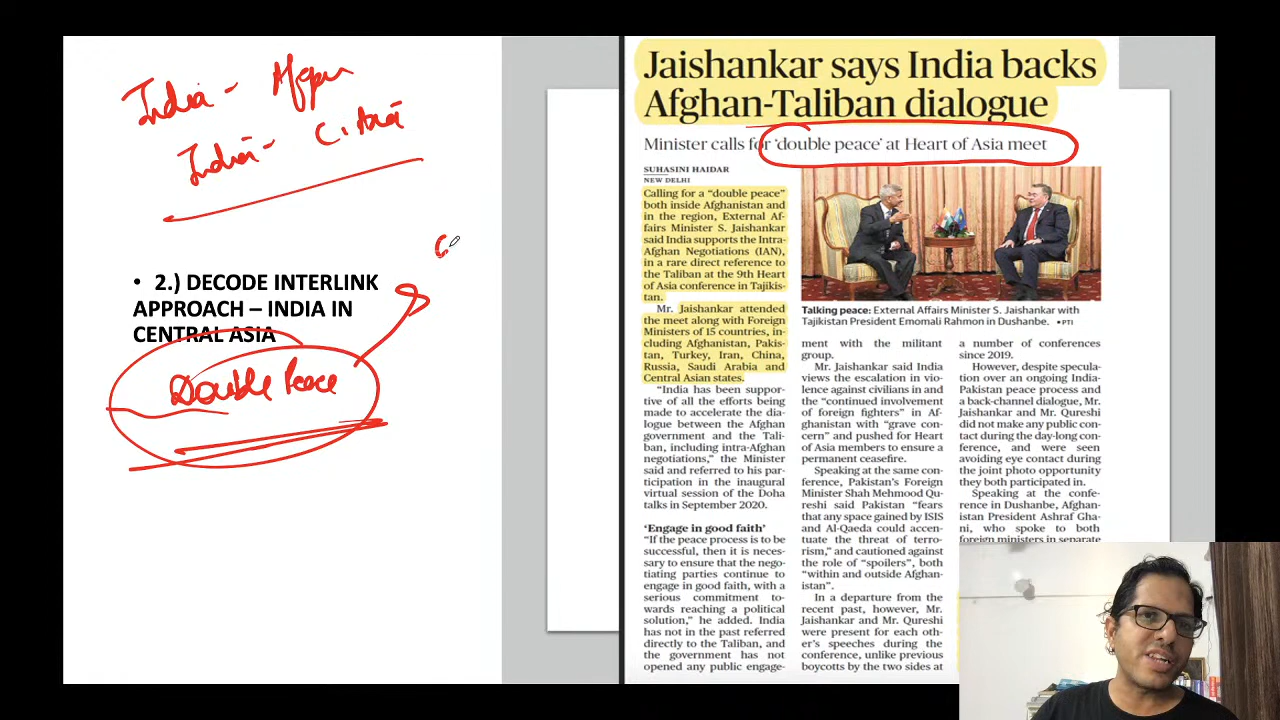 India - Afgan
India - C. Asia
• 2.) DECODE INTERLINK
APPROACH – INDIA IN
CENTRAL ASIA
Double Peace
Jaishankar says India backs
Afghan-Taliban dialogue
Minister calls for ‘double peace’ at Heart of Asia meet
SUHASINI HAIDAR
NEW DELHI
Calling for a “double peace”
both inside Afghanistan and
in the region, External Af-
fairs Minister S. Jaishankar
said India supports the Intra-
Afghan Negotiations (IAN),
in a rare direct reference to
the Taliban at the 9th Heart
of Asia conference in Tajikis-
tan.
Mr. Jaishankar attended
the meet along with Foreign
Ministers of 15 countries, in-
cluding Afghanistan, Pakis-
tan, Turkey, Iran, China,
Russia, Saudi Arabia and
Central Asian states.
“India has been suppor-
tive of all the efforts being
made to accelerate the dia-
logue between the Afghan
government and the Tali-
ban, including intra-Afghan
negotiations,” the Minister
said and referred to his par-
ticipation in the inaugural
virtual session of the Doha
talks in September 2020.
‘Engage in good faith’
“If the peace process is to be
successful, then it is neces-
sary to ensure that the nego-
tiating parties continue to
engage in good faith, with a
serious commitment to-
wards reaching a political
solution,” he added. India
has not in the past referred
directly to the Taliban, and
the government has not
opened any public engage-
Talking peace: External Affairs Minister S. Jaishankar with
Tajikistan President Emomali Rahmon in Dushanbe. • PTI
ment with the militant
group.
Mr. Jaishankar said India
views the escalation in vio-
lence against civilians in and
the “continued involvement
of foreign fighters” in Af-
ghanistan with “grave con-
cern” and pushed for Heart
of Asia members to ensure a
permanent ceasefire.
Speaking at the same con-
ference, Pakistan’s Foreign
Minister Shah Mehmood Qu-
reshi said Pakistan “fears
that any space gained by ISIS
and Al-Qaeda could accen-
tuate the threat of terro-
rism,” and cautioned against
the role of “spoilers”, both
“within and outside Afghan-
istan”.
In a departure from the
recent past, however, Mr.
Jaishankar and Mr. Qureshi
were present for each oth-
er’s speeches during the
conference, unlike previous
boycotts by the two sides at
a number of conferences
since 2019.
However, despite specula-
tion over an ongoing India-
Pakistan peace process and
a back-channel dialogue, Mr.
Jaishankar and Mr. Qureshi
did not make any public con-
tact during the day-long con-
ference, and were seen
avoiding eye contact during
the joint photo opportunity
they both participated in.
Speaking at the confe-
rence in Dushanbe, Afghan-
istan President Ashraf Gha-
ni, who spoke to both
foreign ministers in separate